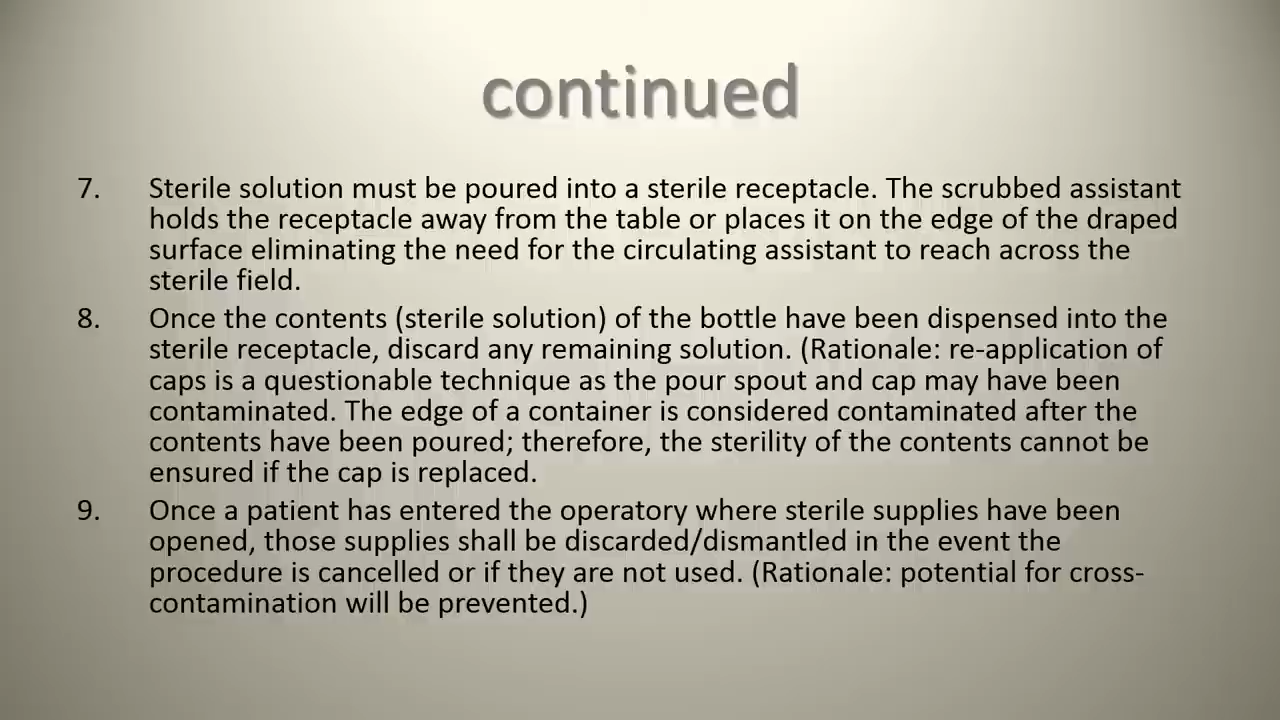 continued
7. Sterile solution must be poured into a sterile receptacle. The scrubbed assistant
holds the receptacle away from the table or places it on the edge of the draped
surface eliminating the need for the circulating assistant to reach across the
sterile field.
8. Once the contents (sterile solution) of the bottle have been dispensed into the
sterile receptacle, discard any remaining solution. (Rationale: re-application of
caps is a questionable technique as the pour spout and cap may have been
contaminated. The edge of a container is considered contaminated after the
contents have been poured; therefore, the sterility of the contents cannot be
ensured if the cap is replaced.
9. Once a patient has entered the operatory where sterile supplies have been
opened, those supplies shall be discarded/dismantled in the event the
procedure is cancelled or if they are not used. (Rationale: potential for cross-
contamination will be prevented.)